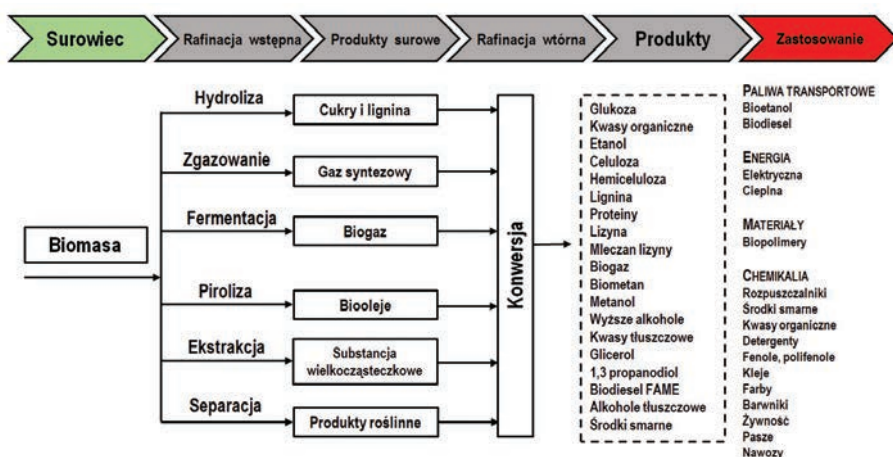 Surowiec
Rafinacja wstępna
Produkty surowe
Rafinacja wtórna
Produkty
Zastosowanie
Biomasa
Hydroliza
Cukry i lignina
Zgazowanie
Gaz syntezowy
Fermentacja
Biogaz
Piroliza
Biooleje
Ekstrakcja
Substancja
wielkocząsteczkowe
Separacja
Produkty roślinne
Konwersja
Glukoza
Kwasy organiczne
Etanol
Celuloza
Hemiceluloza
Lignina
Proteiny
Lizyna
Mleczan lizyny
Biogaz
Biometan
Metanol
Wyższe alkohole
Kwasy tłuszczowe
Glicerol
1,3 propanodiol
Biodiesel FAME
Alkohole tłuszczowe
Środki smarne
PALIWA TRANSPORTOWE
Bioetanol
Biodiesel
ENERGIA
Elektryczna
Cieplna
MATERIAŁY
Biopolimery
CHEMIKALIA
Rozpuszczalniki
Środki smarne
Kwasy organiczne
Detergenty
Fenole, polifenole
Kleje
Farby
Barwniki
Żywność
Pasze
Nawozy